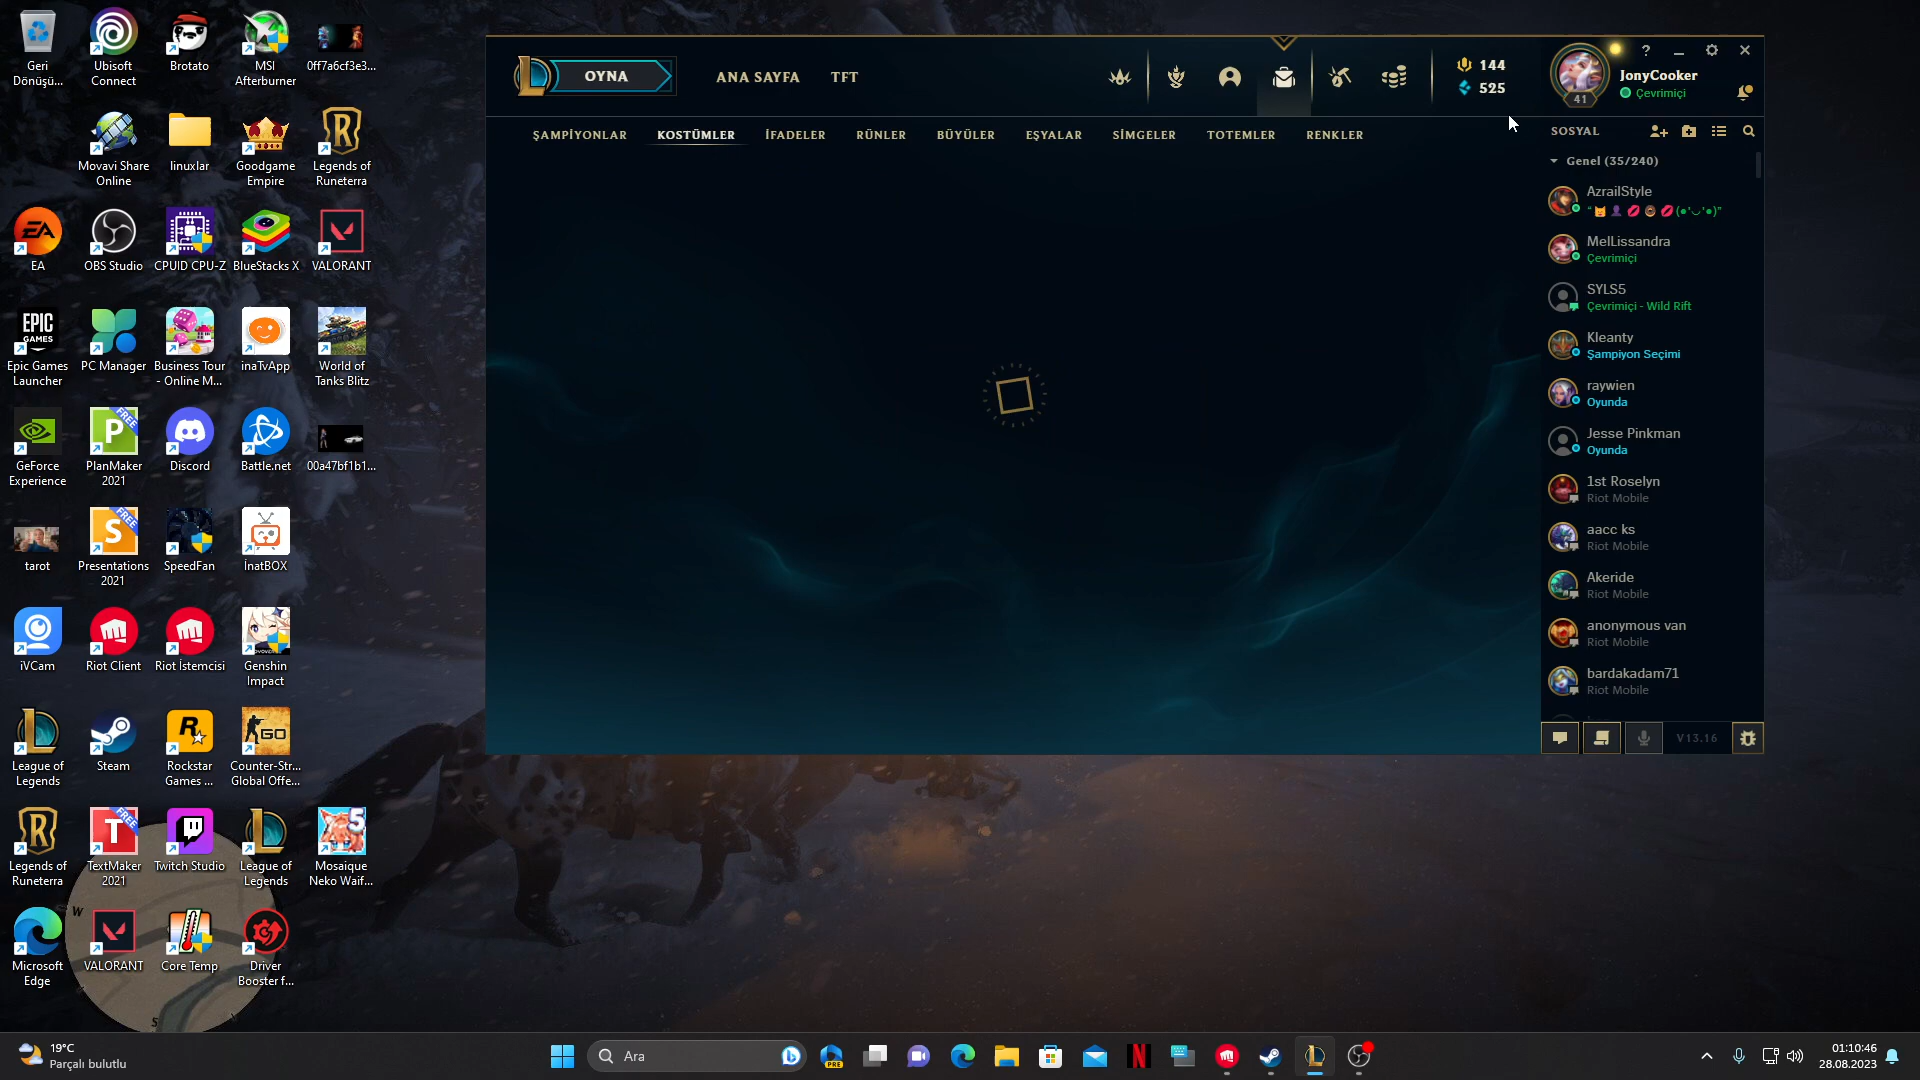 Geri
Dönüşü...
Ubisoft
Connect
Brotato
MSI
Afterburner
0ff7a6cf3e3...
Movavi Share
Online
linuxlar
Goodgame
Empire
Legends of
Runeterra
EA
OBS Studio
CPUID CPU-Z
BlueStacks X
VALORANT
EPIC
GAMES
Epic Games
Launcher
PC Manager
Business Tour
- Online M...
inaTvApp
World of
Tanks Blitz
GeForce
Experience
FREE
PlanMaker
2021
Discord
Battle.net
00a47bf1b1...
tarot
FREE
Presentations
2021
SpeedFan
İnatBOX
iVCam
Riot Client
Riot İstemcisi
Genshin
Impact
League of
Legends
Steam
Rockstar
Games ...
GO
Counter-Str...
Global Offe...
Legends of
Runeterra
FREE
TextMaker
2021
Twitch Studio
League of
Legends
5
Mosaique
Neko Waif...
W
S
Microsoft
Edge
VALORANT
Core Temp
Driver
Booster f...
OYNA
ANA SAYFA
TFT
144
525
41
JonyCooker
Çevrimiçi
ŞAMPİYONLAR
KOSTÜMLER
İFADELER
RÜNLER
BÜYÜLER
EŞYALAR
SİMGELER
TOTEMLER
RENKLER
SOSYAL
Genel (35/240)
AzrailStyle
MelLissandra
Çevrimiçi
SYLS5
Çevrimiçi - Wild Rift
Kleanty
Şampiyon Seçimi
raywien
Oyunda
Jesse Pinkman
Oyunda
1st Roselyn
Riot Mobile
aacc ks
Riot Mobile
Akeride
Riot Mobile
anonymous van
Riot Mobile
bardakadam71
Riot Mobile
V13.16
19°C
Parçalı bulutlu
Ara
PRE
01:10:46
28.08.2023